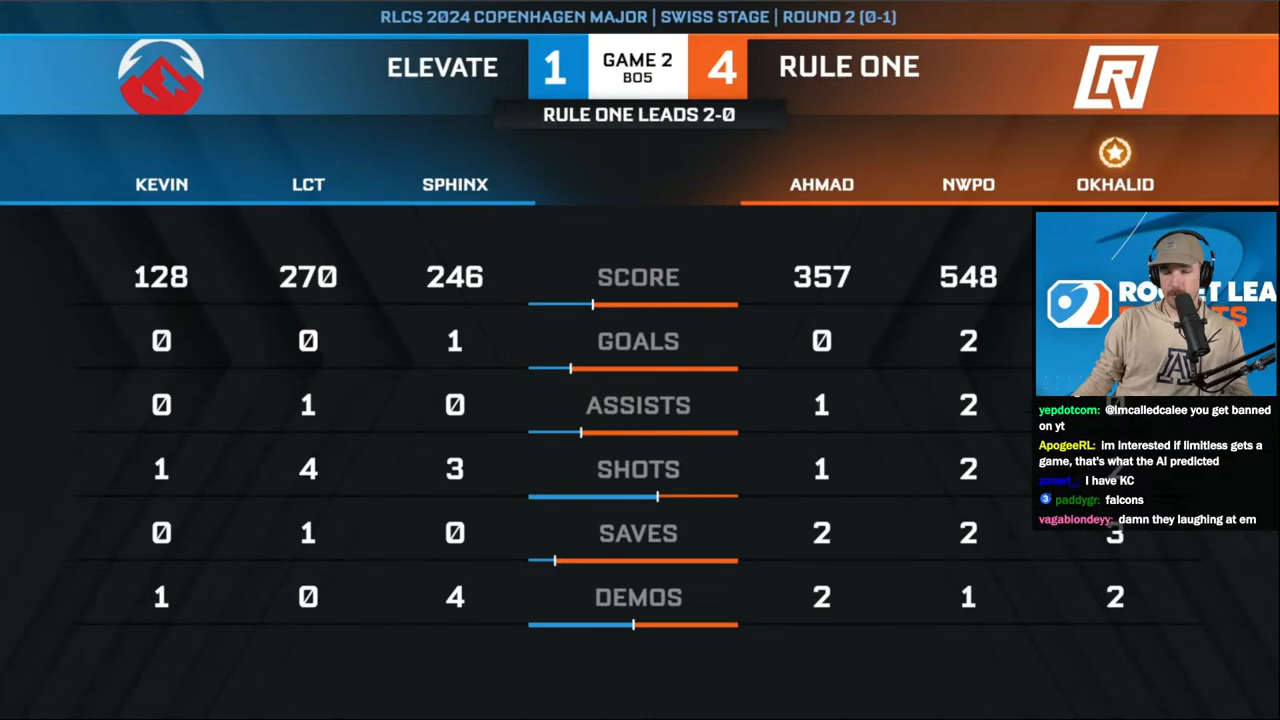 RLCS 2024 COPENHAGEN MAJOR | SWISS STAGE | ROUND 2 (0-1)
ELEVATE 1 GAME 2 4 RULE ONE
BO5
RULE ONE LEADS 2-0
KEVIN LCT SPHINX AHMAD NWPO OKHALID
128 270 246 SCORE 357 548
0 0 1 GOALS 0 2
0 1 0 ASSISTS 1 2
1 4 3 SHOTS 1 2
0 1 0 SAVES 2 2 3
1 0 4 DEMOS 2 1 2
yepdotcom: @imcalledcalee you get banned
on yt
ApogeeRL: im interested if limitless gets a
game, that's what the AI predicted
I have KC
paddygr: falcons
vagabiondeyy: damn they laughing at em